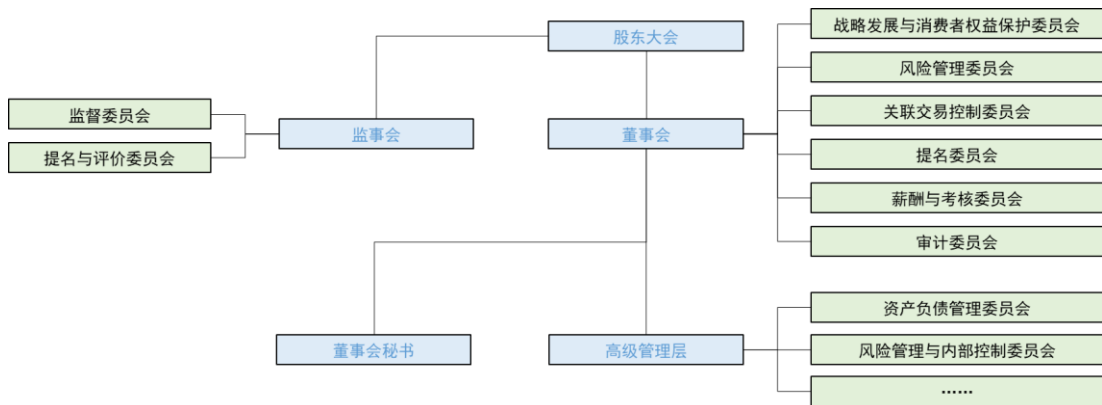 战略发展与消费者权益保护委员会
股东大会
风险管理委员会
监督委员会
关联交易控制委员会
监事会
董事会
提名与评价委员会
提名委员会
薪酬与考核委员会
审计委员会
资产负债管理委员会
董事会秘书
高级管理层
风险管理与内部控制委员会
······